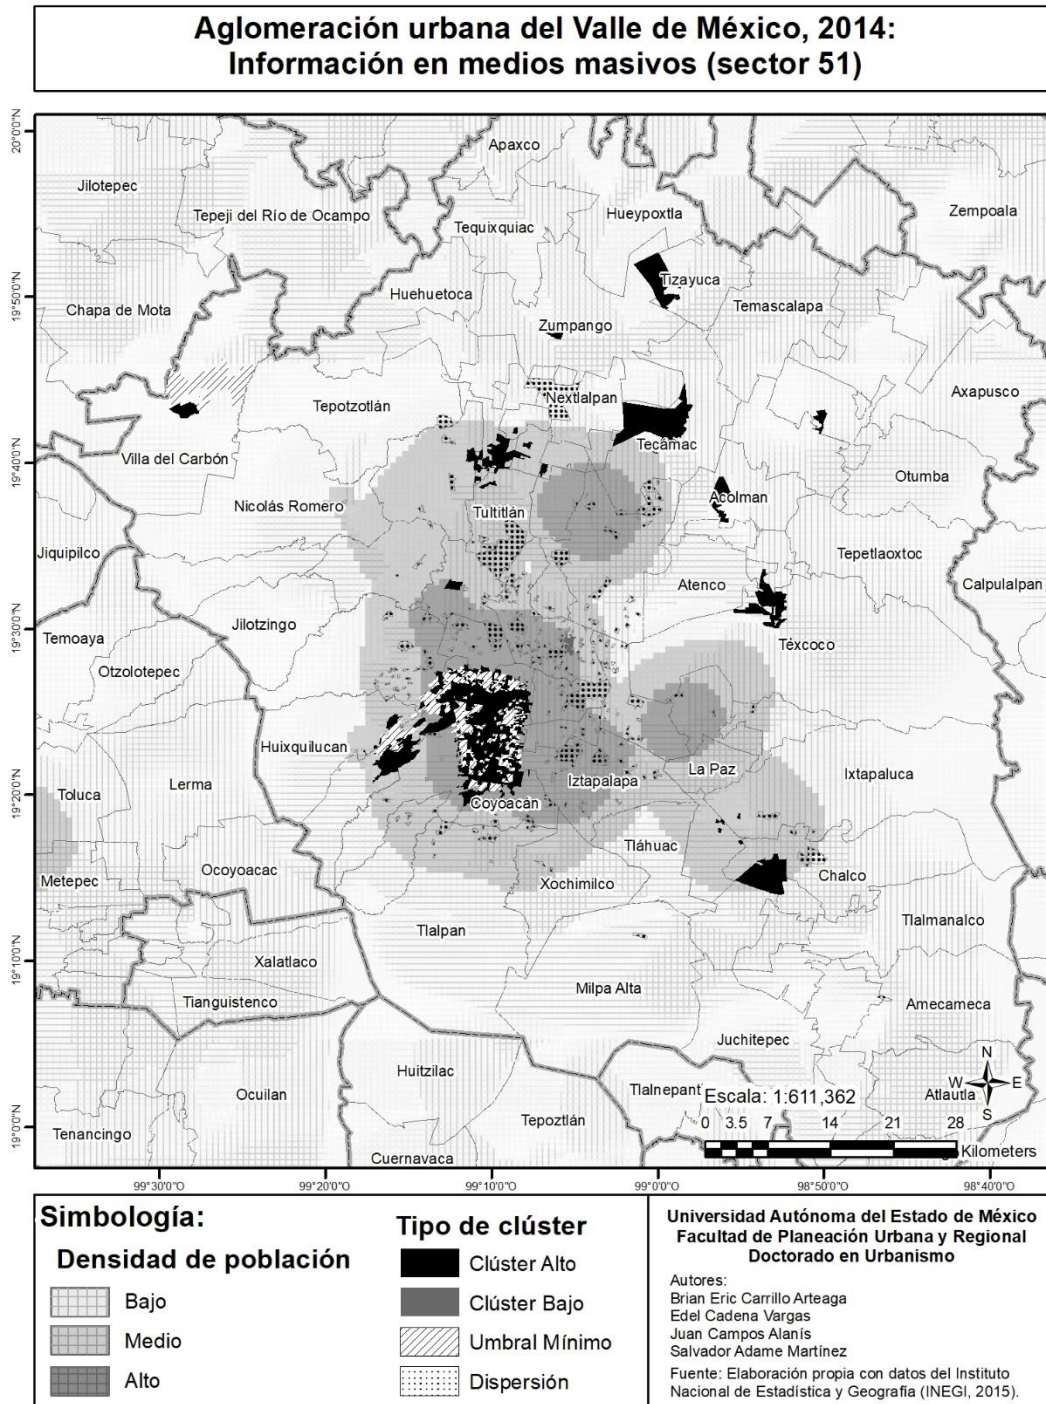 Aglomeración urbana del Valle de México, 2014:
Información en medios masivos (sector 51)
20°0'0"N
19°50'0"N
19°40'0"N
19°30'0"N
19°20'0"N
19°10'0"N
19°0'0"N
Apaxco
Jilotepec
Tepeji del Río de Ocampo
Hueypoxtla
Zempoala
Tequixquiac
Tizayuca
Huehuetoca
Temascalapa
Chapa de Mota
Zumpango
Axapusco
Nextlalpan
Tepotzotlán
Tecámac
Villa del Carbón
Otumba
Acolman
Nicolás Romero
Tultitlán
Jiquipilco
Tepetlaoxtoc
Atenco
Calpulalpan
Jilotzingo
Temoaya
Téxcoco
Otzolotepec
Huixquilucan
La Paz
Ixtapaluca
Lerma
Iztapalapa
Toluca
Coyoacán
Tláhuac
Ocoyoacac
Chalco
Metepec
Xochimilco
Tlalmanalco
Tlalpan
Xalatlaco
Milpa Alta
Tianguistenco
Amecameca
Juchitepec
Huitzilac
Ocuilan
Tlalnepant
Atlautla
Tepoztlán
Tenancingo
Cuernavaca
N
W
E
S
Escala: 1:611,362
0 3.5 7 14 21 28
Kilometers
99°30'0"O 99°20'0"O 99°10'0"O 99°0'0"O 98°50'0"O 98°40'0"O
Simbología:
Densidad de población
Bajo
Medio
Alto
Tipo de clúster
Clúster Alto
Clúster Bajo
Umbral Mínimo
Dispersión
Universidad Autónoma del Estado de México
Facultad de Planeación Urbana y Regional
Doctorado en Urbanismo
Autores:
Brian Eric Carrillo Arteaga
Edel Cadena Vargas
Juan Campos Alanís
Salvador Adame Martínez
Fuente: Elaboración propia con datos del Instituto
Nacional de Estadística y Geografía (INEGI, 2015).